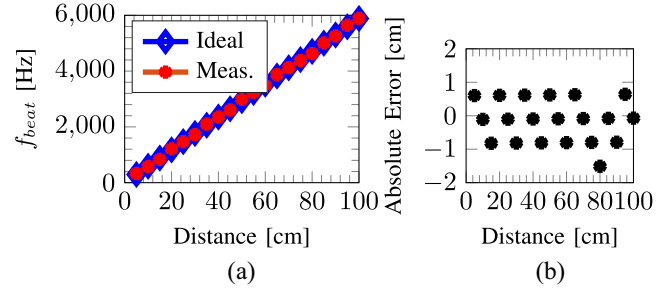 6,000
4,000
2,000
0
f_beat [Hz]
Ideal
Meas.
0 20 40 60 80 100
Distance [cm]
(a)
2
1
0
−1
−2
Absolute Error [cm]
0 20 40 60 80 100
Distance [cm]
(b)